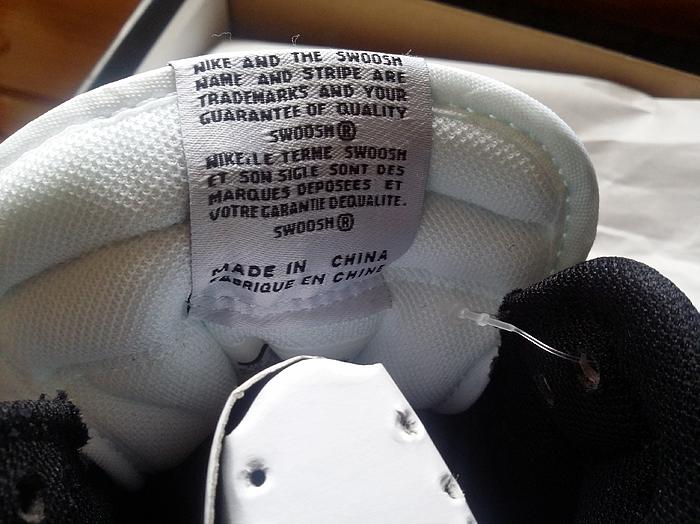 NIKE AND THE SWOOSH
NAME AND STRIPE ARE
TRADEMARKS AND YOUR
GUARANTEE OF QUALITY
SWOOSH®
NIKE:LE TERME SWOOSH
ET SON SIGLE SONT DES
MARQUES DEPOSEES ET
VOTRE GARANTIE DEQUALITE.
SWOOSH®
MADE IN CHINA
FABRIQUE EN CHINE